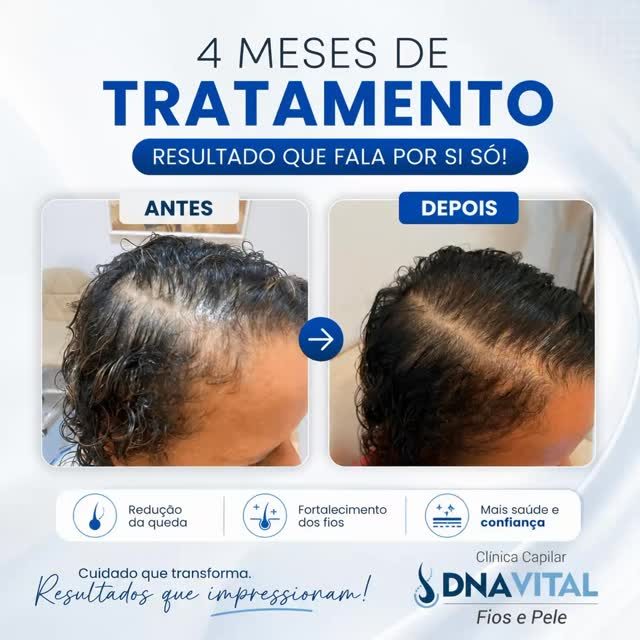 4 MESES DE
TRATAMENTO
RESULTADO QUE FALA POR SI SÓ!
ANTES
DEPOIS
Redução
da queda
Fortalecimento
dos fios
Mais saúde e
confiança
Cuidado que transforma.
Resultados que impressionam!
Clínica Capilar
DNAVITAL
Fios e Pele